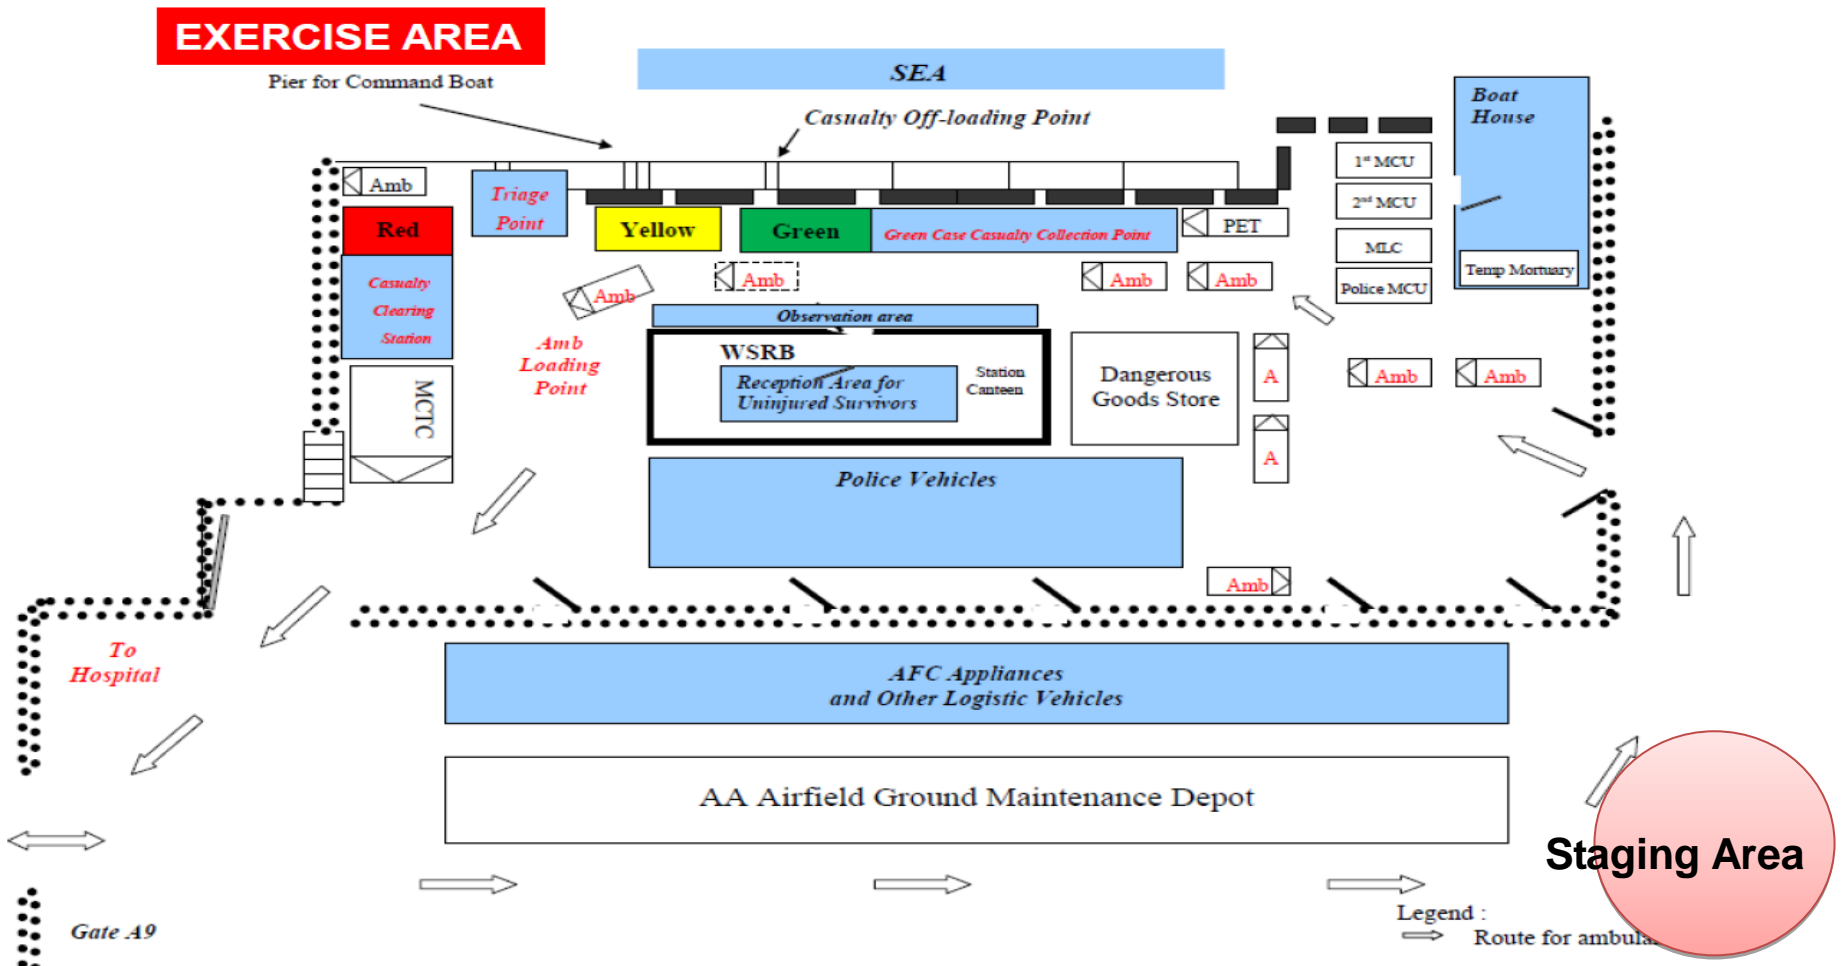 EXERCISE AREA
Pier for Command Boat
SEA
Casualty Off-loading Point
Boat
House
1st MCU
2nd MCU
MLC
Police MCU
Temp Mortuary
Amb
Triage
Point
Red
Yellow
Green
Green Case Casualty Collection Point
PET
Casualty
Clearing
Station
Amb
Amb
Amb
Amb
Observation area
Amb
Loading
Point
WSRB
Reception Area for
Uninjured Survivors
Station
Canteen
Dangerous
Goods Store
A
A
Amb
Amb
MCTC
Police Vehicles
Amb
To
Hospital
AFC Appliances
and Other Logistic Vehicles
AA Airfield Ground Maintenance Depot
Staging Area
Gate A9
Legend :
Route for